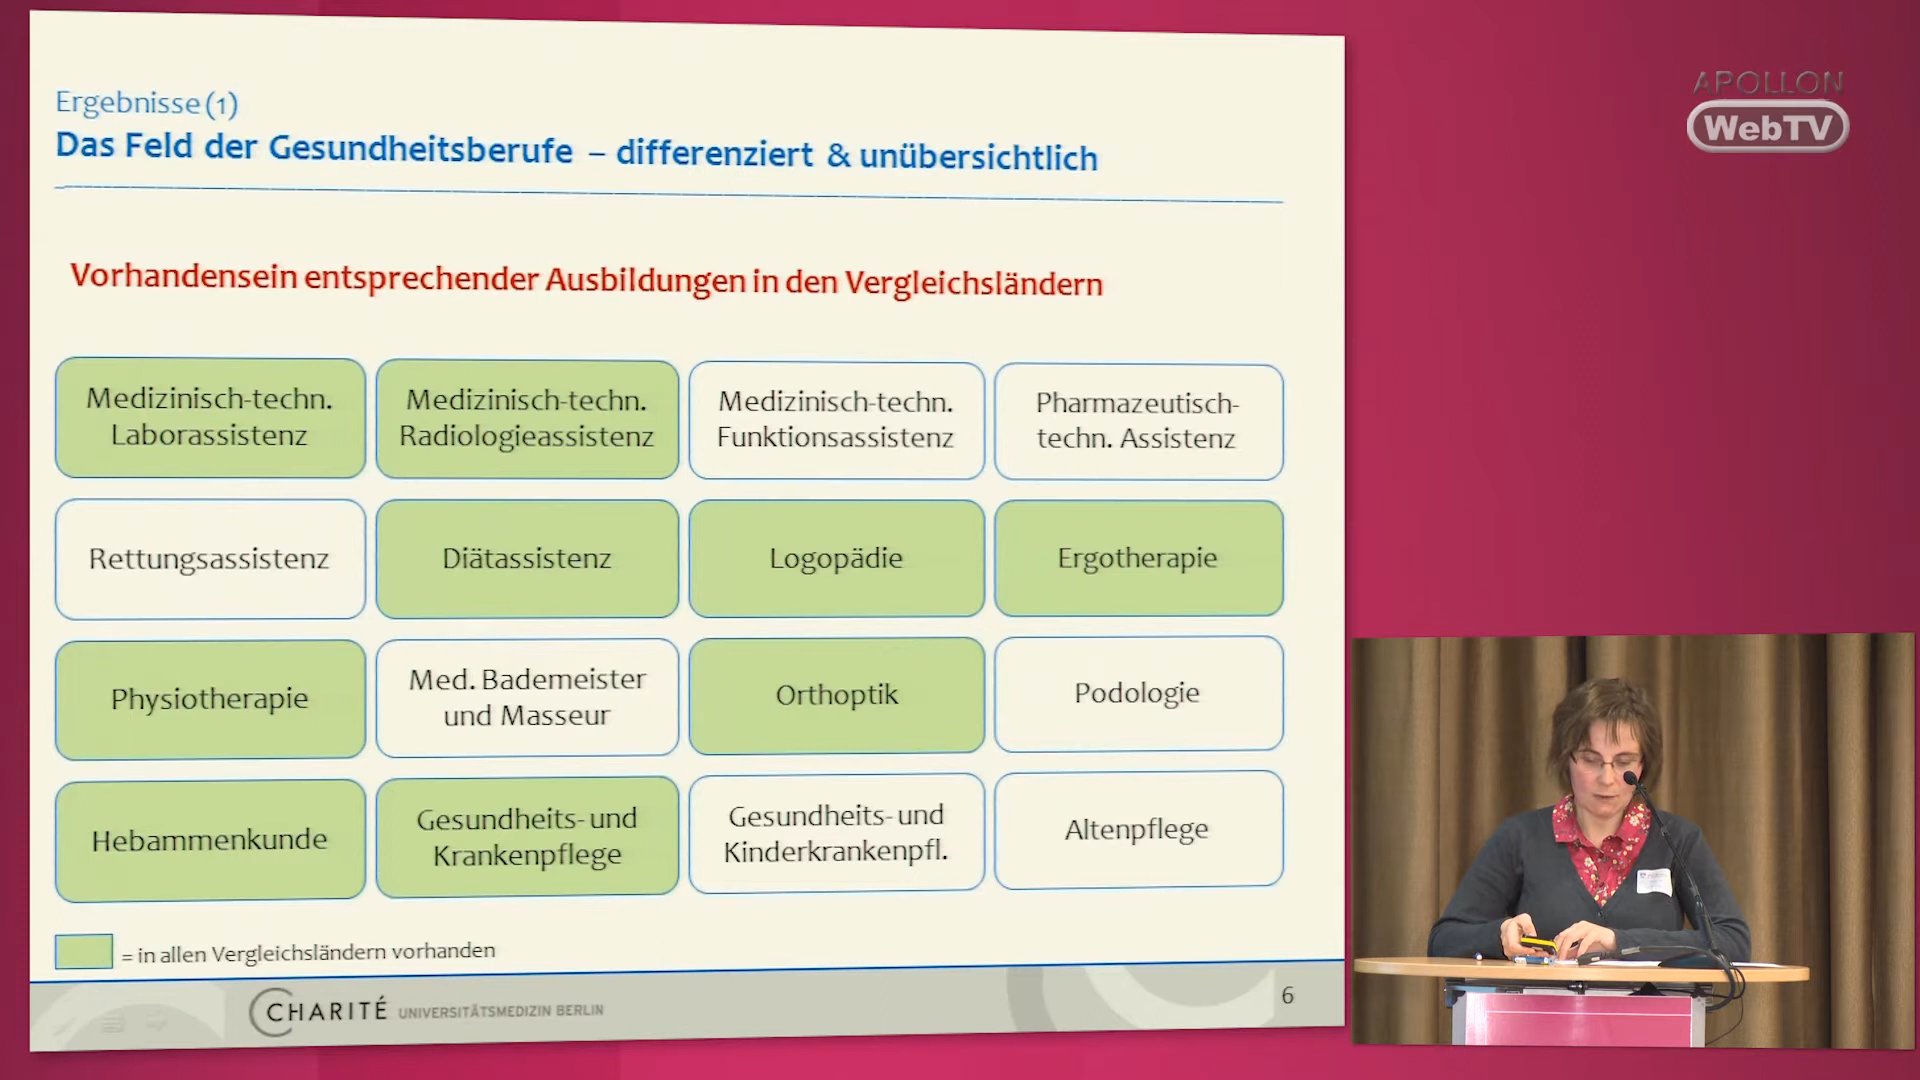 Ergebnisse (1)
Das Feld der Gesundheitsberufe – differenziert & unübersichtlich
Vorhandensein entsprechender Ausbildungen in den Vergleichsländern
Medizinisch-techn.
Laborassistenz
Medizinisch-techn.
Radiologieassistenz
Medizinisch-techn.
Funktionsassistenz
Pharmazeutisch-
techn. Assistenz
Rettungsassistenz
Diätassistenz
Logopädie
Ergotherapie
Physiotherapie
Med. Bademeister
und Masseur
Orthoptik
Podologie
Hebammenkunde
Gesundheits- und
Krankenpflege
Gesundheits- und
Kinderkrankenpfl.
Altenpflege
= in allen Vergleichsländern vorhanden
CHARITÉ UNIVERSITÄTSMEDIZIN BERLIN
6
APOLLON
WebTV